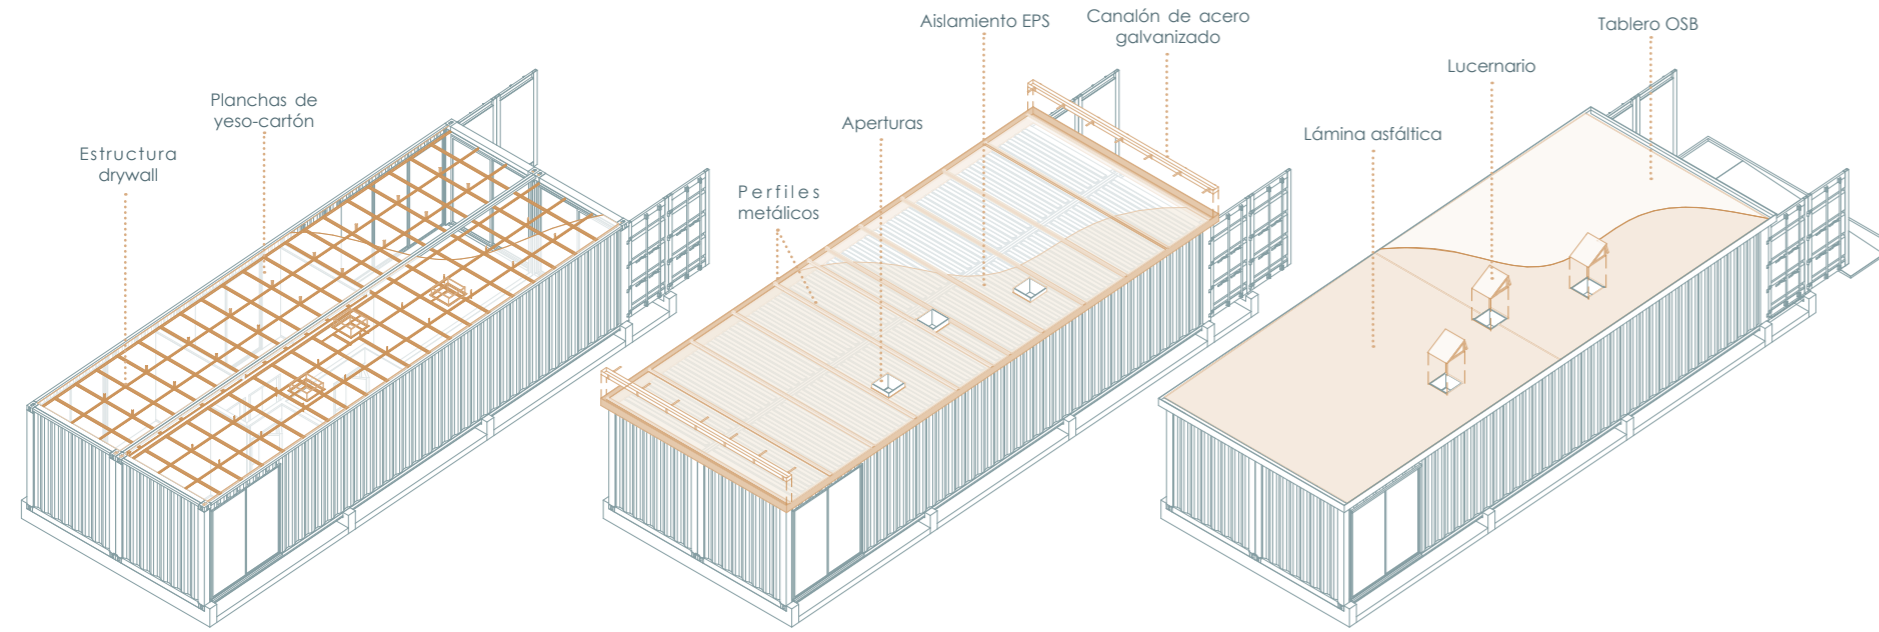 Estructura
drywall
Planchas de
yeso-cartón
Perfiles
metálicos
Aperturas
Aislamiento EPS
Canalón de acero
galvanizado
Lámina asfáltica
Lucernario
Tablero OSB